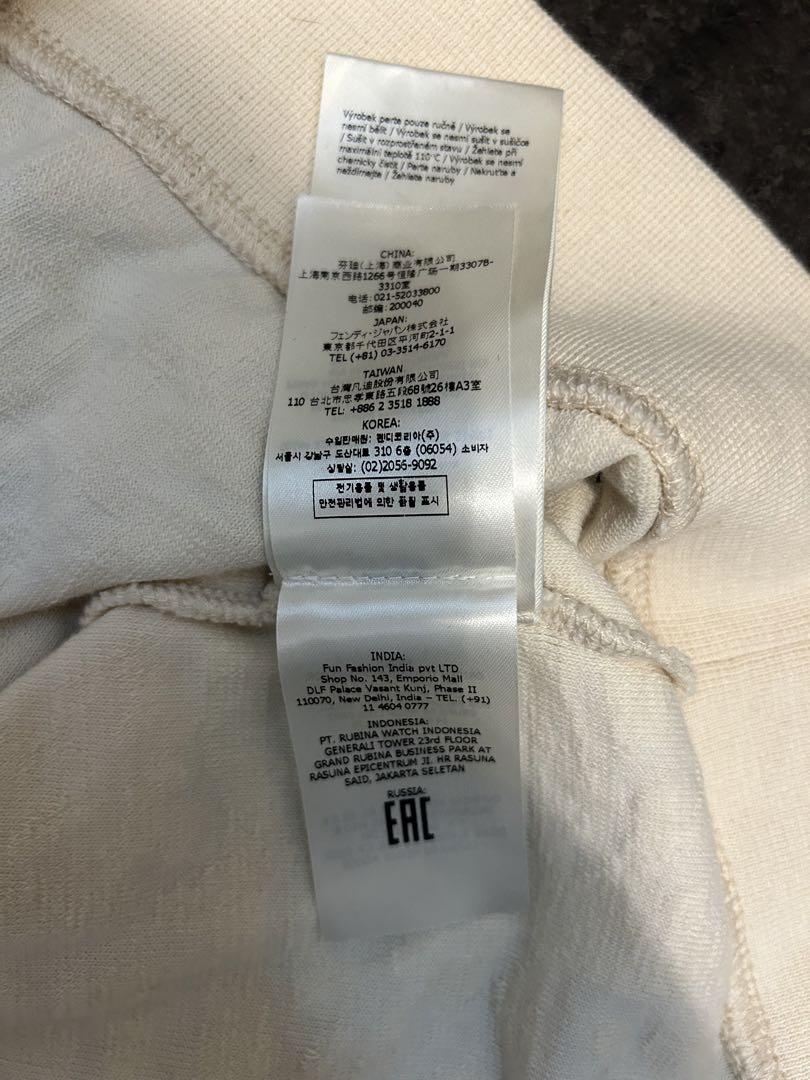 Výrobek perte pouze ručně / Výrobek se
nesmí bělit / Výrobek se nesmí sušit v sušičce
/ Sušit v rozprostřeném stavu / Žehlete při
maximální teplotě 110°C / Výrobek se nesmí
chemicky čistit / Perte naruby / Nekruťte a
neždímejte / Žehlete naruby
CHINA:
芬迪(上海)商业有限公司
上海南京西路1266号恒隆广场一期3307B-
3310室
电话: 021-52033800
邮编: 200040
JAPAN:
フェンディ・ジャパン株式会社
東京都千代田区平河町2-1-1
TEL (+81) 03-3514-6170
TAIWAN
台灣凡迪股份有限公司
110 台北市忠孝東路五段68號26樓A3室
TEL: +886 2 3518 1888
KOREA:
수입판매원: 펜디코리아(주)
서울시 강남구 도산대로 310 6층 (06054) 소비자
상담실: (02)2056-9092
전기용품 및 생활용품
안전관리법에 의한 품질 표시
INDIA:
Fun Fashion India pvt LTD
Shop No. 143, Emporio Mall
DLF Palace Vasant Kunj, Phase II
110070, New Delhi, India – TEL. (+91)
11 4604 0777
INDONESIA:
PT. RUBINA WATCH INDONESIA
GENERALI TOWER 23rd FLOOR
GRAND RUBINA BUSINESS PARK AT
RASUNA EPICENTRUM JI. HR RASUNA
SAID, JAKARTA SELETAN
RUSSIA:
EAC